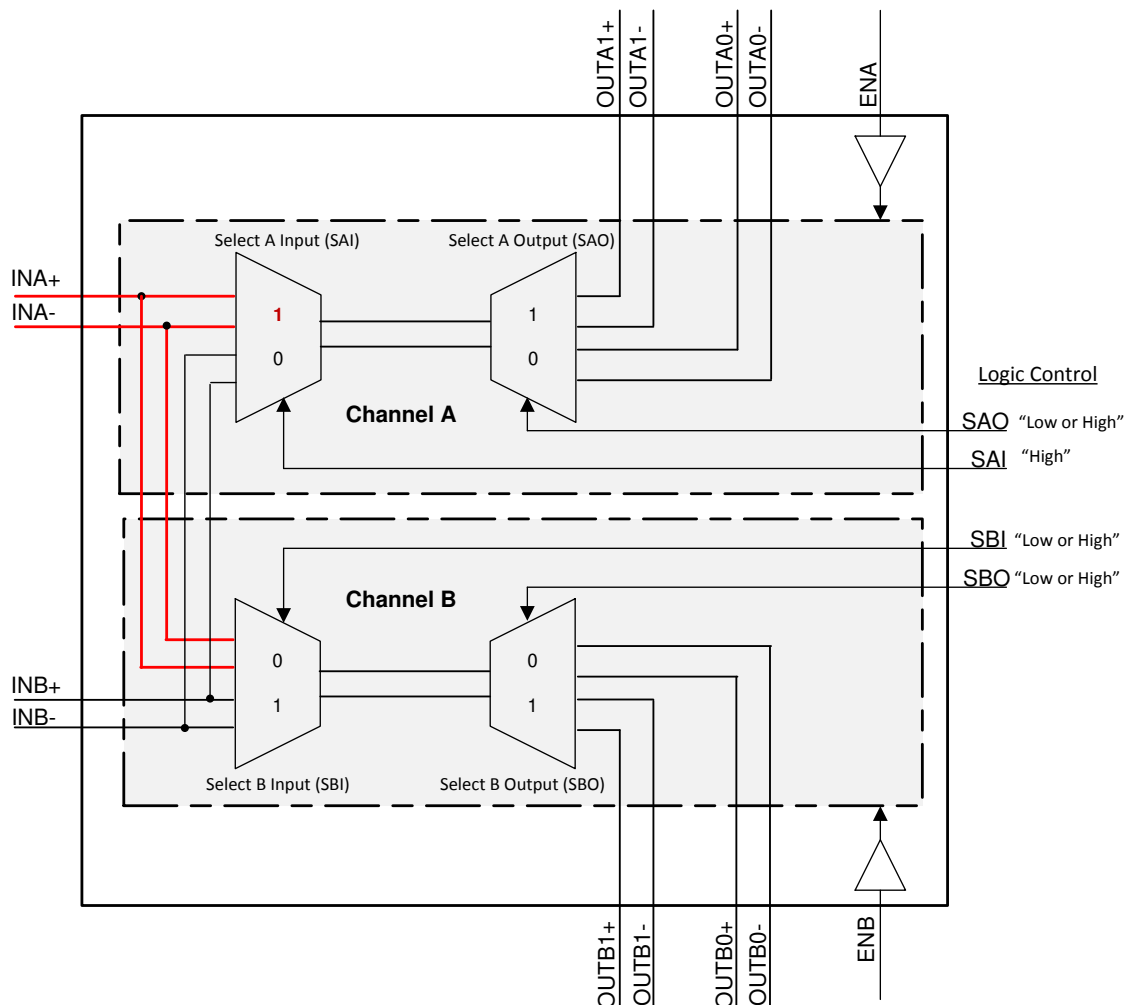 OUTA1+
OUTA1-
OUTA0+
OUTA0-
ENA
Select A Input (SAI)
Select A Output (SAO)
INA+
INA-
1
0
1
0
Channel A
Logic Control
SAO "Low or High"
SAI "High"
SBI "Low or High"
SBO "Low or High"
Channel B
0
1
0
1
INB+
INB-
Select B Input (SBI)
Select B Output (SBO)
OUTB1+
OUTB1-
OUTB0+
OUTB0-
ENB